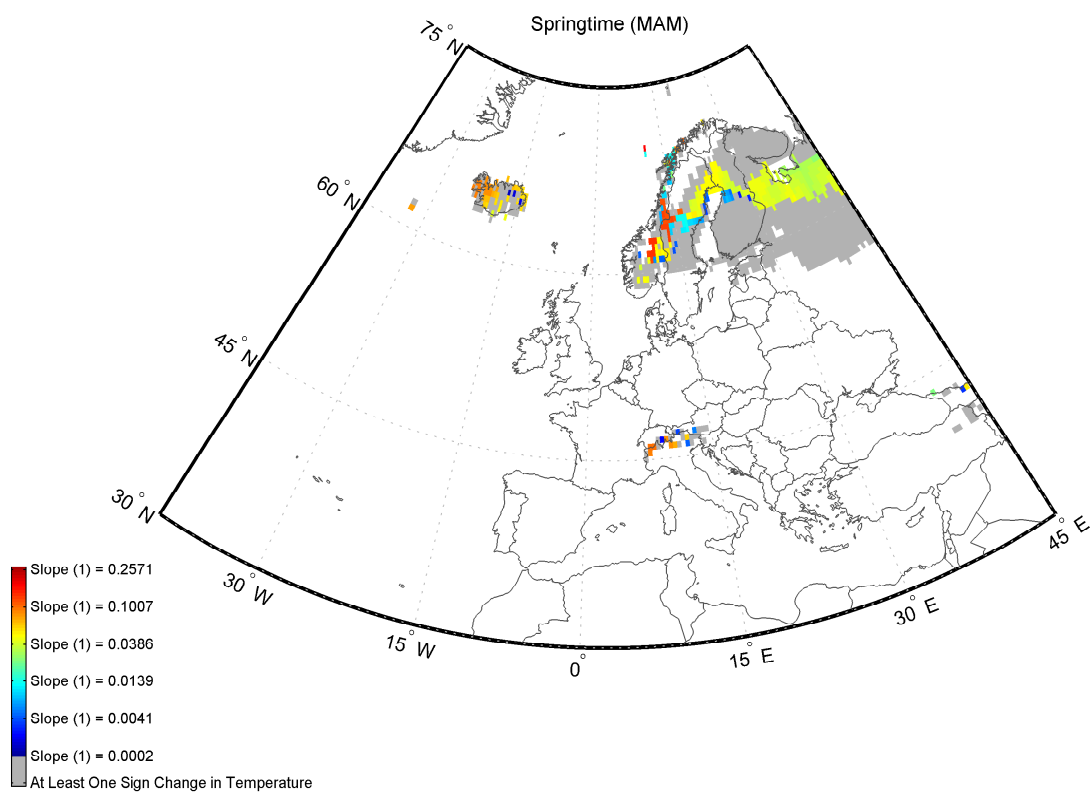 Springtime (MAM)
75° N
60° N
45° N
30° N
30° W
15° W
0°
15° E
30° E
45° E
Slope (1) = 0.2571
Slope (1) = 0.1007
Slope (1) = 0.0386
Slope (1) = 0.0139
Slope (1) = 0.0041
Slope (1) = 0.0002
At Least One Sign Change in Temperature